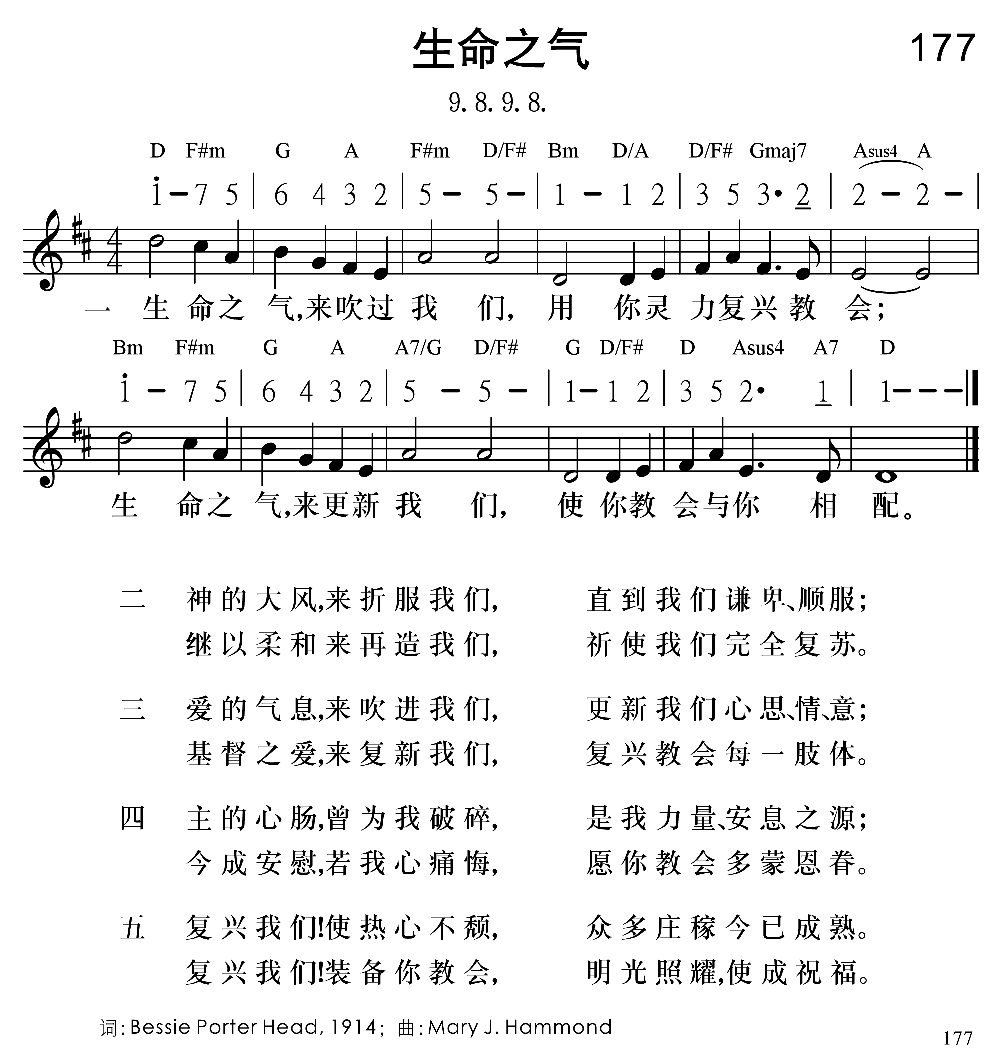 生命之气
177
9. 8. 9. 8.
D F#m G A F#m D/F# Bm D/A D/F# Gmaj7 Asus4 A
i – 7 5 | 6 4 3 2 | 5 – 5 – | 1 – 1 2 | 3 5 3· 2 | 2 – 2 – |
4 4
一 生 命 之 气,来 吹 过 我 们, 用 你 灵 力 复 兴 教 会;
Bm F#m G A A7/G D/F# G D/F# D Asus4 A7 D
i – 7 5 | 6 4 3 2 | 5 – 5 – | 1 – 1 2 | 3 5 2· 1 | 1 – – – ‖
生 命 之 气,来 更 新 我 们, 使 你 教 会 与 你 相 配。
二 神的大风,来折服我们, 直到我们谦卑、顺服;
继以柔和来再造我们, 祈使我们完全复苏。
三 爱的气息,来吹进我们, 更新我们心思、情、意;
基督之爱,来复新我们, 复兴教会每一肢体。
四 主的心肠,曾为我破碎, 是我力量、安息之源;
今成安慰,若我心痛悔, 愿你教会多蒙恩眷。
五 复兴我们!使热心不颓, 众多庄稼今已成熟。
复兴我们!装备你教会, 明光照耀,使成祝福。
词: Bessie Porter Head, 1914; 曲: Mary J. Hammond
177